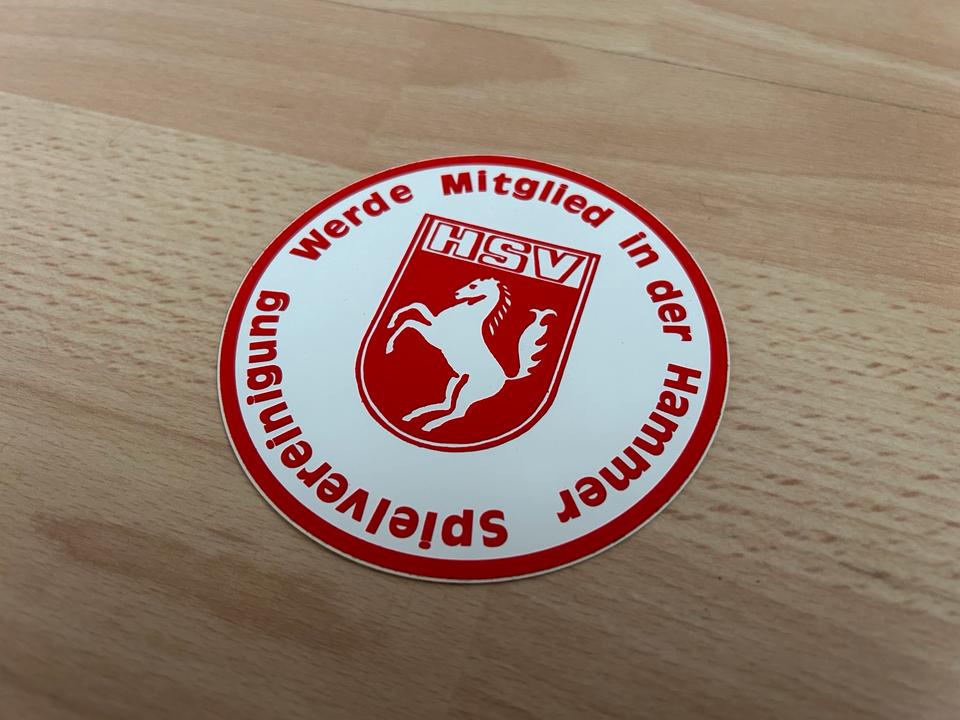 Werde Mitglied in der Hammer Spielvereinigung
HSV